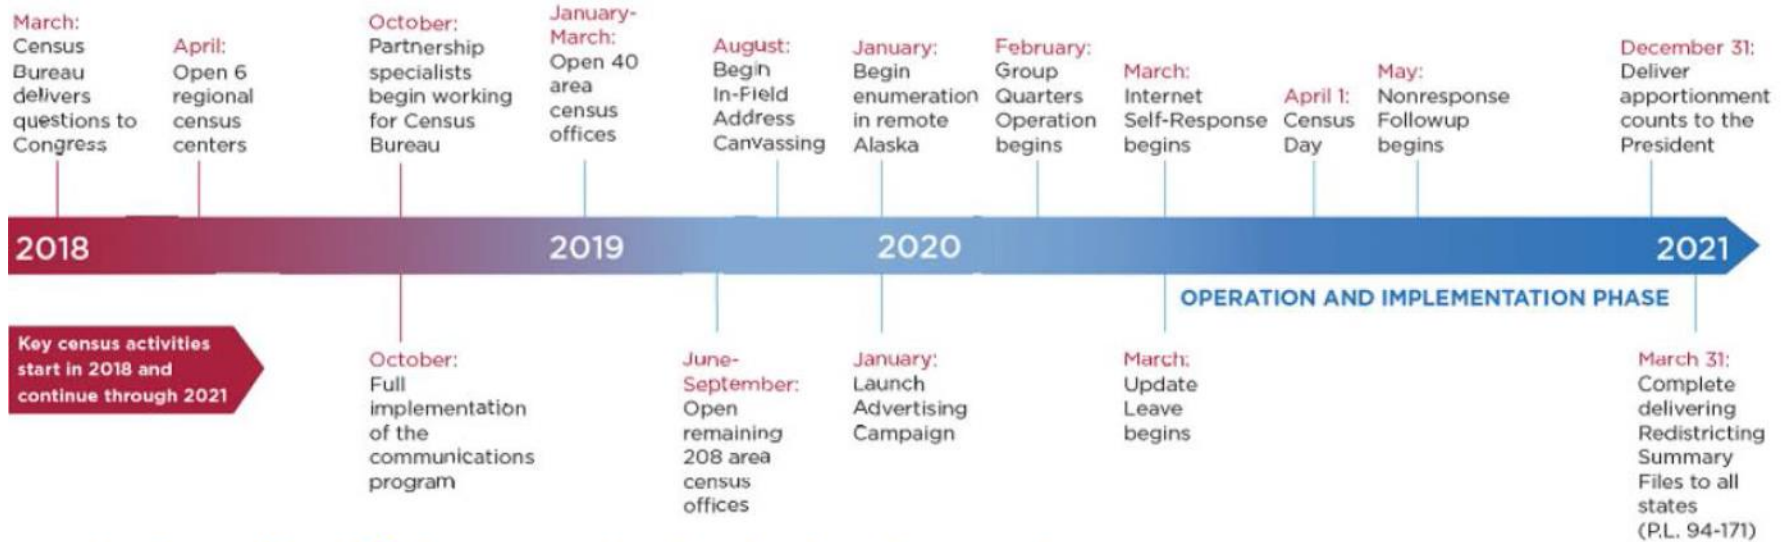 March:
Census
Bureau
delivers
questions to
Congress
April:
Open 6
regional
census
centers
October:
Partnership
specialists
begin working
for Census
Bureau
January-
March:
Open 40
area
census
offices
August:
Begin
In-Field
Address
Canvassing
January:
Begin
enumeration
in remote
Alaska
February:
Group
Quarters
Operation
begins
March:
Internet
Self-Response
begins
April 1:
Census
Day
May:
Nonresponse
Followup
begins
December 31:
Deliver
apportionment
counts to the
President
2018
2019
2020
2021
OPERATION AND IMPLEMENTATION PHASE
Key census activities
start in 2018 and
continue through 2021
October:
Full
implementation
of the
communications
program
June-
September:
Open
remaining
208 area
census
offices
January:
Launch
Advertising
Campaign
March:
Update
Leave
begins
March 31:
Complete
delivering
Redistricting
Summary
Files to all
states
(P.L. 94-171)